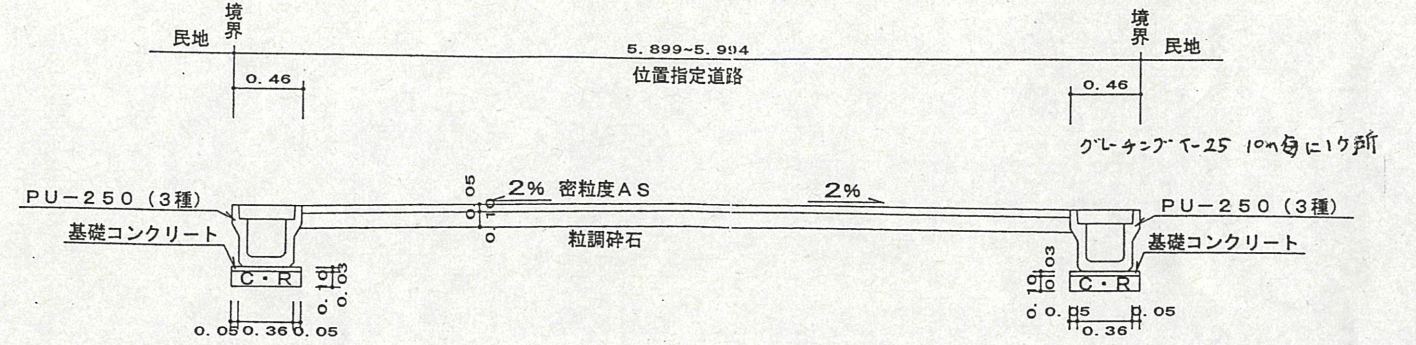 境界
民地
5.899~5.994
位置指定道路
境界
民地
0.46
0.46
グレーチング T-25 10m毎に1ケ所
PU-250(3種)
基礎コンクリート
0.05
0.10
2%
密粒度AS
2%
粒調砕石
PU-250(3種)
基礎コンクリート
C・R
0.10
0.03
C・R
0.10
0.03
0.05
0.36
0.05
0.05
0.36
0.05